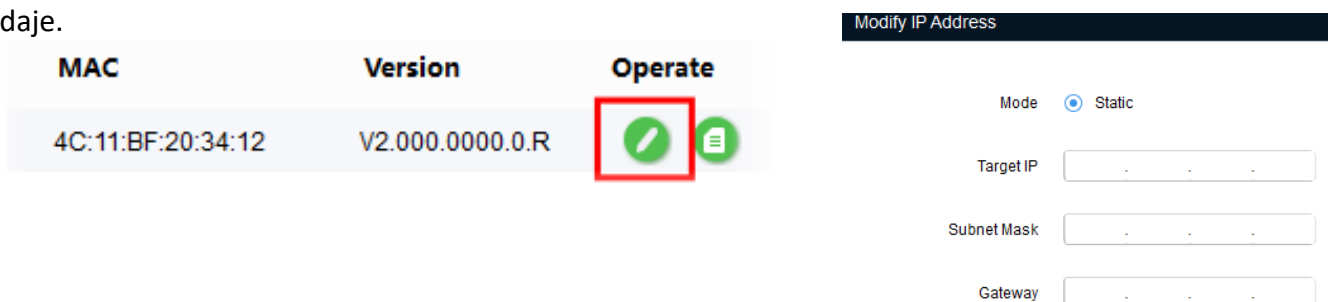 daje.
MAC Version Operate
4C:11:BF:20:34:12 V2.000.0000.0.R
Modify IP Address
Mode Static
Target IP . . .
Subnet Mask . . .
Gateway . . .